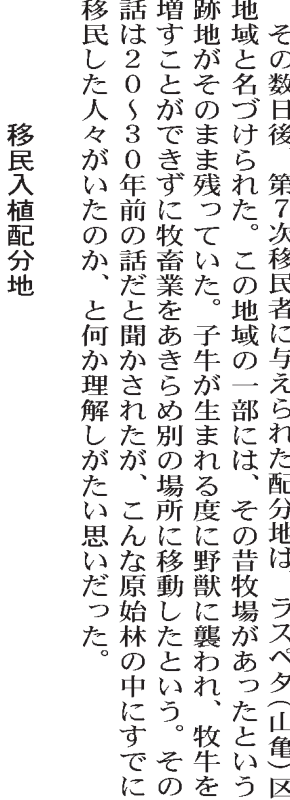 その数日後、第７次移民者に与えられた配分地は、ラスペタ(山亀)区
地域と名づけられた。この地域の一部には、その昔牧場があったという
跡地がそのまま残っていた。子牛が生まれる度に野獣に襲われ、牧牛を
増すことができずに牧畜業をあきらめ別の場所に移動したという。その
話は２０〜３０年前の話だと聞かされたが、こんな原始林の中にすでに
移民した人々がいたのか、と何か理解しがたい思いだった。
移民入植配分地